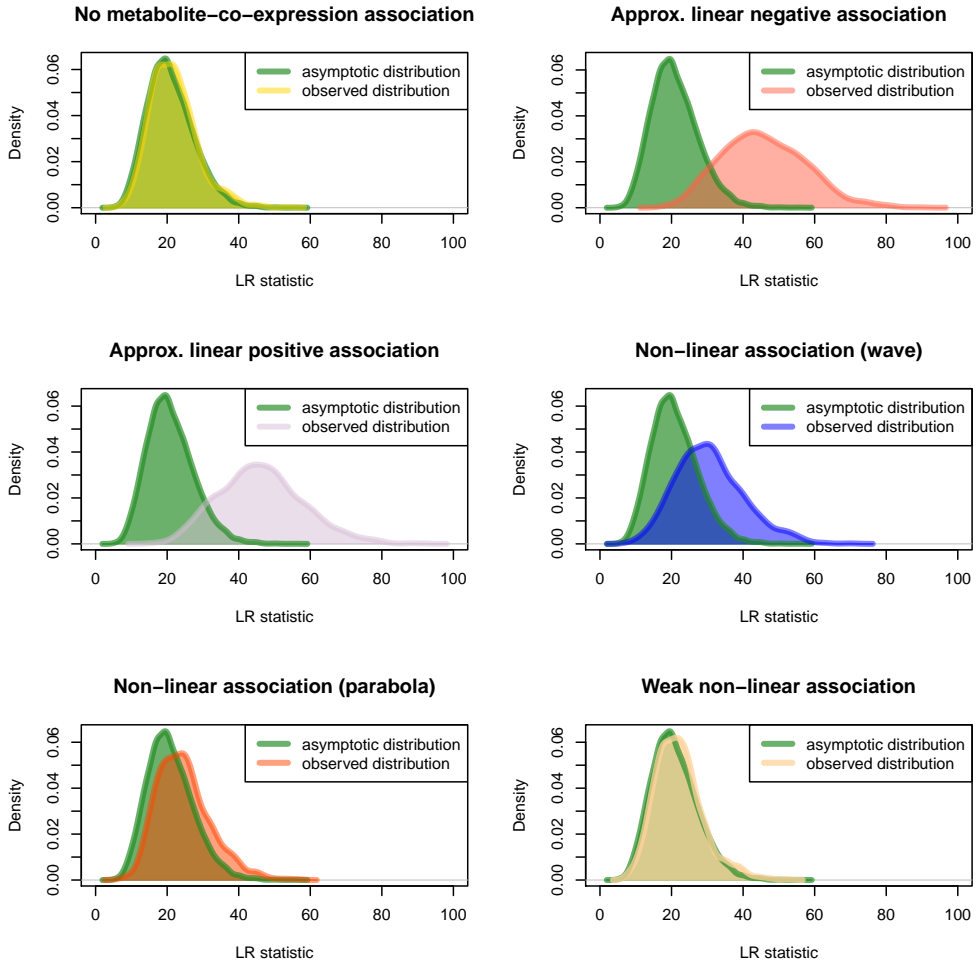 No metabolite−co−expression association
asymptotic distribution
observed distribution
Density
0.00 0.02 0.04 0.06
0 20 40 60 80 100
LR statistic
Approx. linear negative association
asymptotic distribution
observed distribution
Density
0.00 0.02 0.04 0.06
0 20 40 60 80 100
LR statistic
Approx. linear positive association
asymptotic distribution
observed distribution
Density
0.00 0.02 0.04 0.06
0 20 40 60 80 100
LR statistic
Non−linear association (wave)
asymptotic distribution
observed distribution
Density
0.00 0.02 0.04 0.06
0 20 40 60 80 100
LR statistic
Non−linear association (parabola)
asymptotic distribution
observed distribution
Density
0.00 0.02 0.04 0.06
0 20 40 60 80 100
LR statistic
Weak non−linear association
asymptotic distribution
observed distribution
Density
0.00 0.02 0.04 0.06
0 20 40 60 80 100
LR statistic